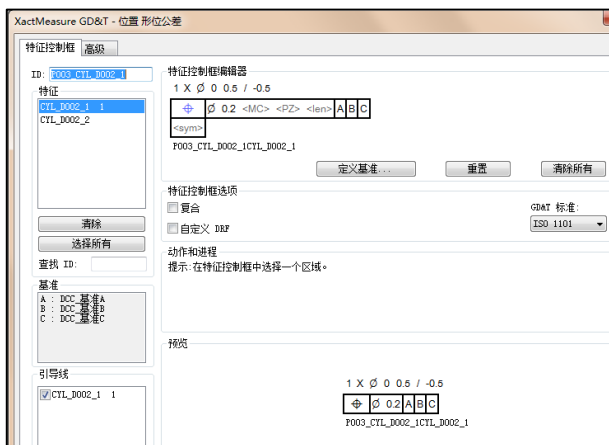 XactMeasure GD&T - 位置 形位公差
特征控制框 高级
ID: P003_CYL_D002_1
特征
CYL_D002_1 1
CYL_D002_2
清除
选择所有
查找 ID:
基准
A : DCC_基准A
B : DCC_基准B
C : DCC_基准C
引导线
CYL_D002_1 1
特征控制框编辑器
1 X Ø 0 0.5 / -0.5
⌖ Ø 0.2 <MC> <PZ> <len> A B C
<sym>
P003_CYL_D002_1CYL_D002_1
定义基准... 重置 清除所有
特征控制框选项
复合
自定义 DRF
GD&T 标准:
ISO 1101
动作和进程
提示:在特征控制框中选择一个区域。
预览
1 X Ø 0 0.5 / -0.5
⌖ Ø 0.2 A B C
P003_CYL_D002_1CYL_D002_1